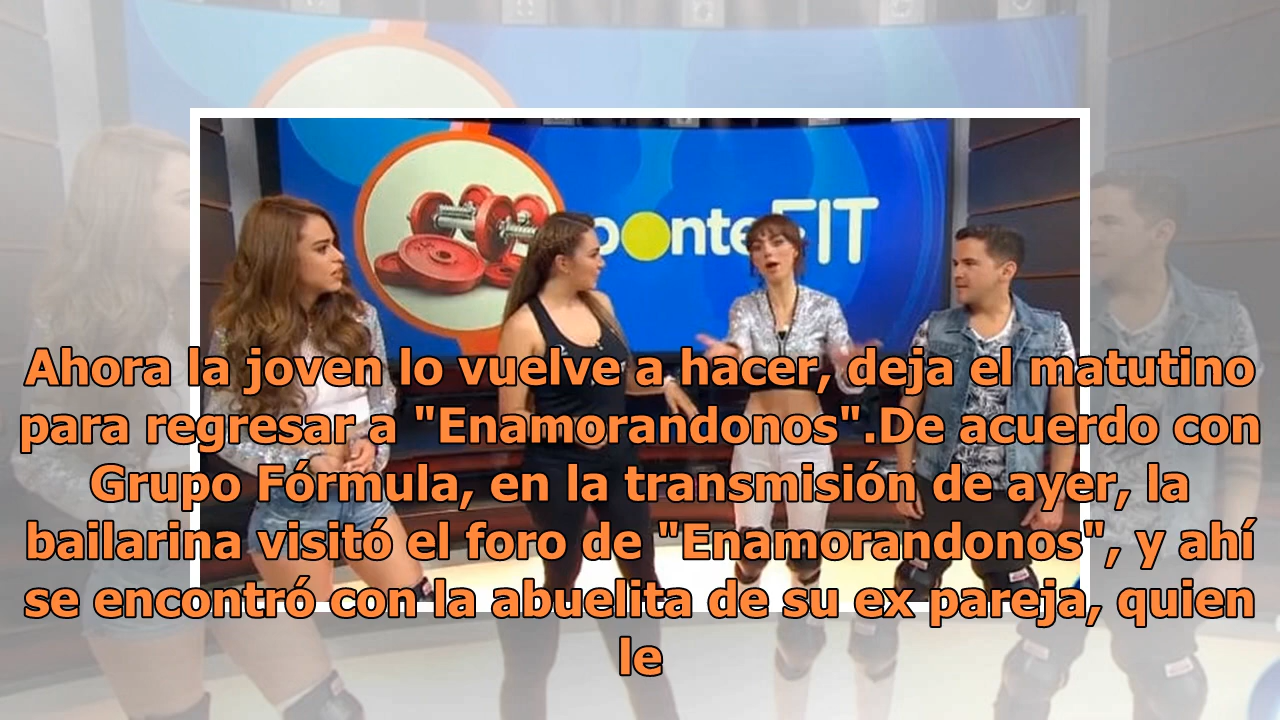 ponte FIT
Ahora la joven lo vuelve a hacer, deja el matutino
para regresar a "Enamorandonos".De acuerdo con
Grupo Fórmula, en la transmisión de ayer, la
bailarina visitó el foro de "Enamorandonos", y ahí
se encontró con la abuelita de su ex pareja, quien
le